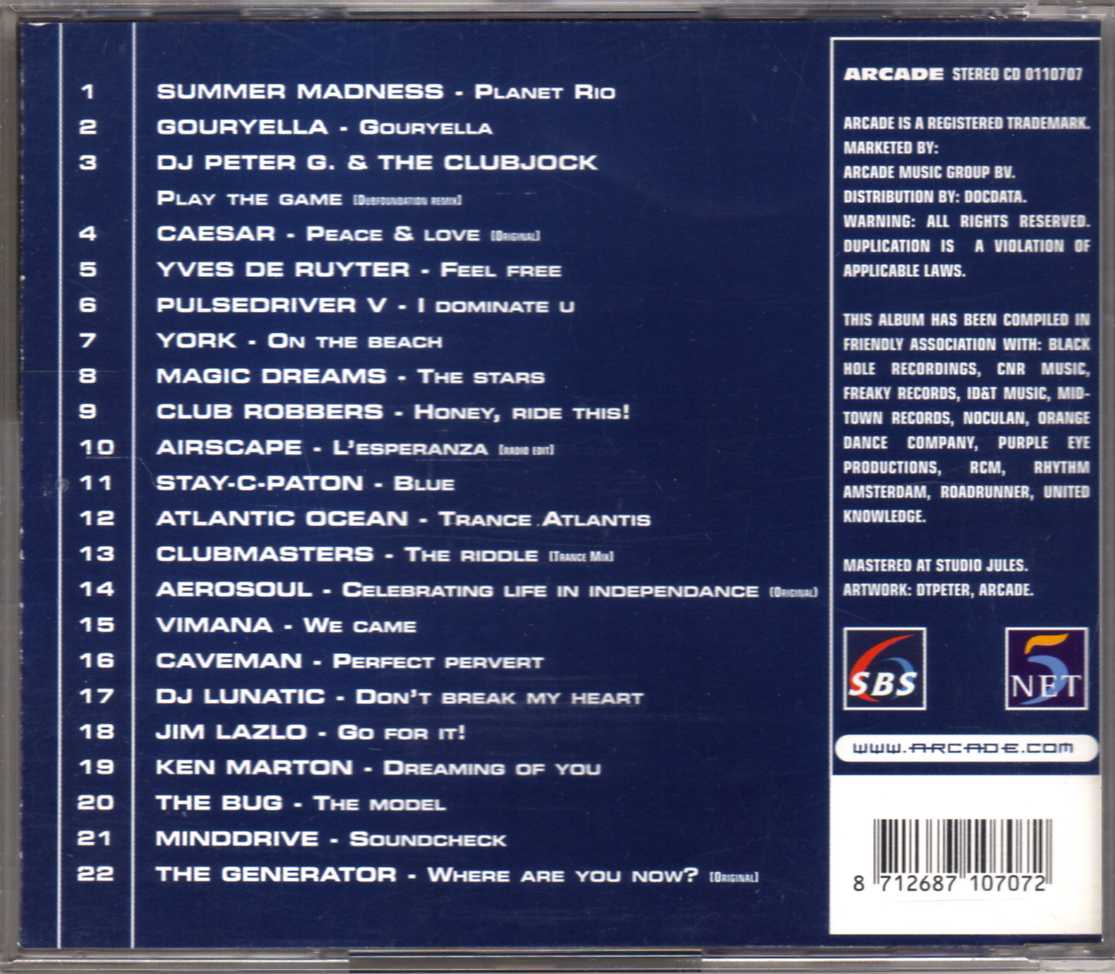 1 SUMMER MADNESS - PLANET RIO
2 GOURYELLA - GOURYELLA
3 DJ PETER G. & THE CLUBJOCK
PLAY THE GAME [DUBFOUNDATION REMIX]
4 CAESAR - PEACE & LOVE [ORIGINAL]
5 YVES DE RUYTER - FEEL FREE
6 PULSEDRIVER V - I DOMINATE U
7 YORK - ON THE BEACH
8 MAGIC DREAMS - THE STARS
9 CLUB ROBBERS - HONEY, RIDE THIS!
10 AIRSCAPE - L'ESPERANZA [RADIO EDIT]
11 STAY-C-PATON - BLUE
12 ATLANTIC OCEAN - TRANCE ATLANTIS
13 CLUBMASTERS - THE RIDDLE [TRANCE MIX]
14 AEROSOUL - CELEBRATING LIFE IN INDEPENDANCE [ORIGINAL]
15 VIMANA - WE CAME
16 CAVEMAN - PERFECT PERVERT
17 DJ LUNATIC - DON'T BREAK MY HEART
18 JIM LAZLO - GO FOR IT!
19 KEN MARTON - DREAMING OF YOU
20 THE BUG - THE MODEL
21 MINDDRIVE - SOUNDCHECK
22 THE GENERATOR - WHERE ARE YOU NOW? [ORIGINAL]
ARCADE STEREO CD 0110707
ARCADE IS A REGISTERED TRADEMARK.
MARKETED BY:
ARCADE MUSIC GROUP BV.
DISTRIBUTION BY: DOCDATA.
WARNING: ALL RIGHTS RESERVED.
DUPLICATION IS A VIOLATION OF
APPLICABLE LAWS.
THIS ALBUM HAS BEEN COMPILED IN
FRIENDLY ASSOCIATION WITH: BLACK
HOLE RECORDINGS, CNR MUSIC,
FREAKY RECORDS, ID&T MUSIC, MID-
TOWN RECORDS, NOCULAN, ORANGE
DANCE COMPANY, PURPLE EYE
PRODUCTIONS, RCM, RHYTHM
AMSTERDAM, ROADRUNNER, UNITED
KNOWLEDGE.
MASTERED AT STUDIO JULES.
ARTWORK: DTPETER, ARCADE.
6 SBS
5 NET
WWW.ARCADE.COM
8 712687 107072